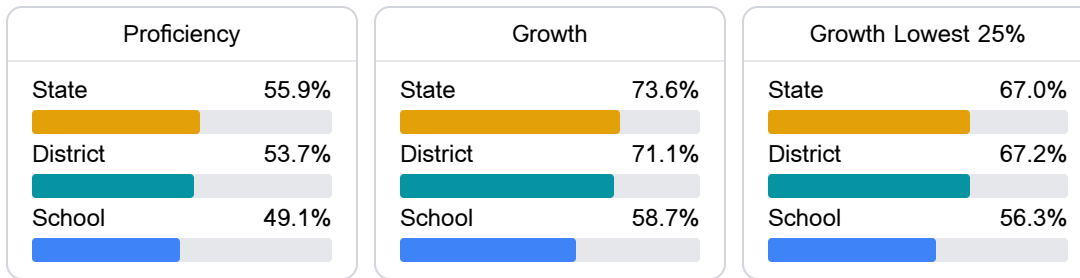 Proficiency
State 55.9%
District 53.7%
School 49.1%
Growth
State 73.6%
District 71.1%
School 58.7%
Growth Lowest 25%
State 67.0%
District 67.2%
School 56.3%